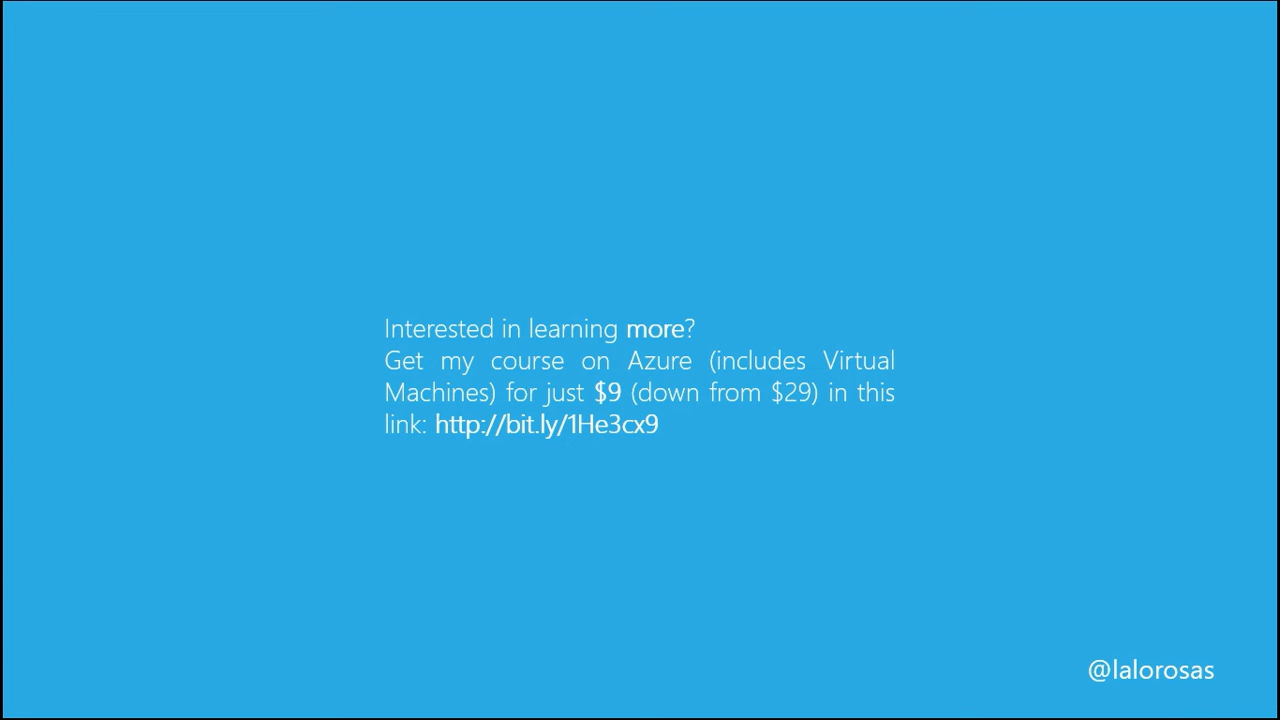 Interested in learning more?
Get my course on Azure (includes Virtual
Machines) for just $9 (down from $29) in this
link: http://bit.ly/1He3cx9
@lalorosas